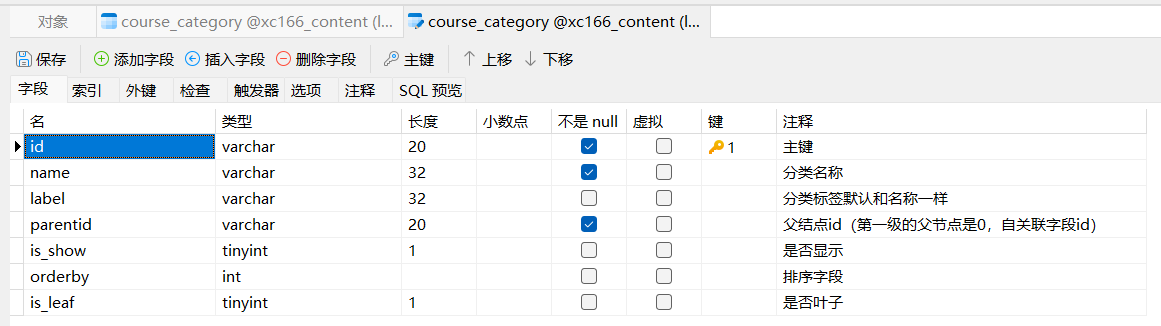 对象 course_category @xc166_content (l... course_category @xc166_content (l...
保存 添加字段 插入字段 删除字段 主键 上移 下移
字段 索引 外键 检查 触发器 选项 注释 SQL 预览
名 类型 长度 小数点 不是 null 虚拟 键 注释
id varchar 20 1 主键
name varchar 32 分类名称
label varchar 32 分类标签默认和名称一样
parentid varchar 20 父结点id（第一级的父节点是0，自关联字段id）
is_show tinyint 1 是否显示
orderby int 排序字段
is_leaf tinyint 1 是否叶子